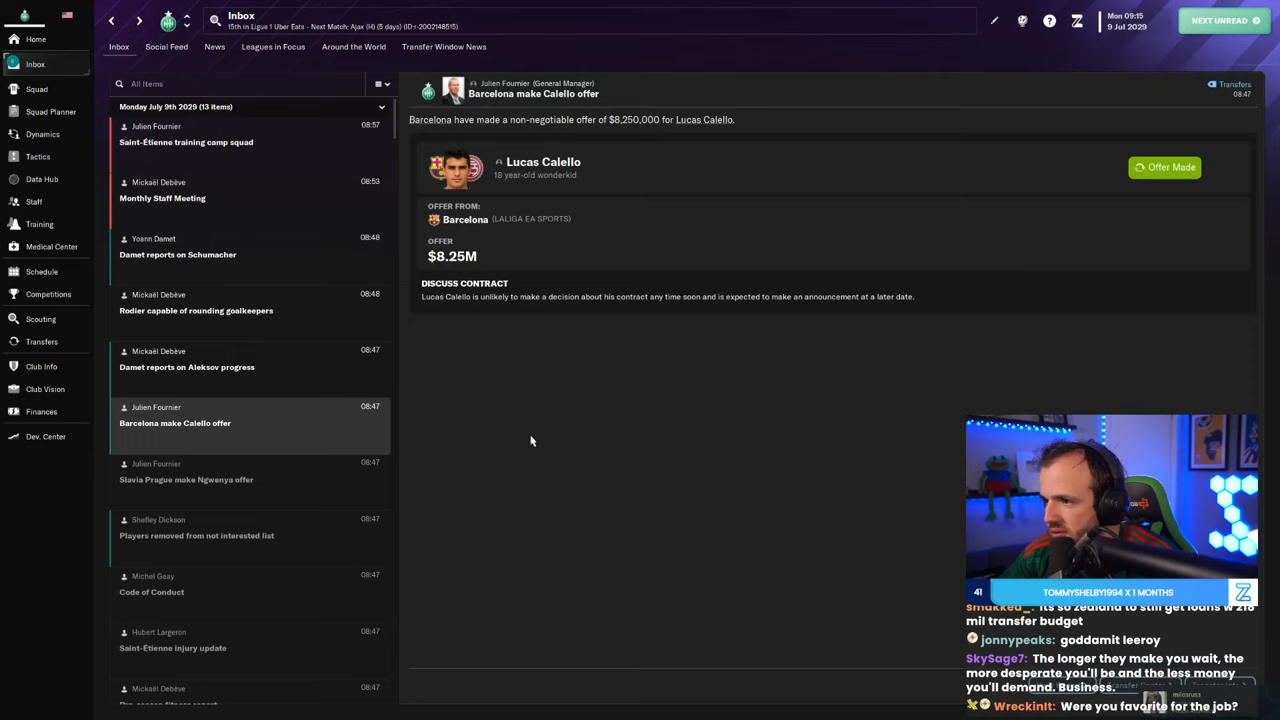 Inbox
15th in Ligue 1 Uber Eats - Next Match: Ajax (H) (5 days) (ID:r-2002148515)
Mon 09:15
9 Jul 2029
NEXT UNREAD
Home
Inbox
Squad
Squad Planner
Dynamics
Tactics
Data Hub
Staff
Training
Medical Center
Schedule
Competitions
Scouting
Transfers
Club Info
Club Vision
Finances
Dev. Center
Inbox
Social Feed
News
Leagues in Focus
Around the World
Transfer Window News
All Items
Monday July 9th 2029 (13 items)
Julien Fournier
08:57
Saint-Étienne training camp squad
Mickaël Debève
08:53
Monthly Staff Meeting
Yoann Damet
08:48
Damet reports on Schumacher
Mickaël Debève
08:48
Rodier capable of rounding goalkeepers
Mickaël Debève
08:47
Damet reports on Aleksov progress
Julien Fournier
08:47
Barcelona make Calello offer
Julien Fournier
08:47
Slavia Prague make Ngwenya offer
Shelley Dickson
08:47
Players removed from not interested list
Michel Geay
08:47
Code of Conduct
Hubert Largeron
08:47
Saint-Étienne injury update
Mickaël Debève
08:47
Julien Fournier (General Manager)
Barcelona make Calello offer
Transfers
08:47
Barcelona have made a non-negotiable offer of $8,250,000 for Lucas Calello.
Lucas Calello
18 year-old wonderkid
Offer Made
OFFER FROM:
Barcelona (LALIGA EA SPORTS)
OFFER
$8.25M
DISCUSS CONTRACT
Lucas Calello is unlikely to make a decision about his contract any time soon and is expected to make an announcement at a later date.
41
TOMMYSHELBY1994 X 1 MONTHS
smakked_: its so zealand to still get loans w 218
mil transfer budget
jonnypeaks: goddamit leeroy
SkySage7: The longer they make you wait, the
more desperate you'll be and the less money
you'll demand. Business.
milosruss
WreckinIt: Were you favorite for the job?